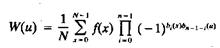 W(u) = \frac{1}{N} \sum_{x=0}^{N-1} f(x) \prod_{i=0}^{n-1} (-1)^{b_i(x) b_{n-1-i}(u)}